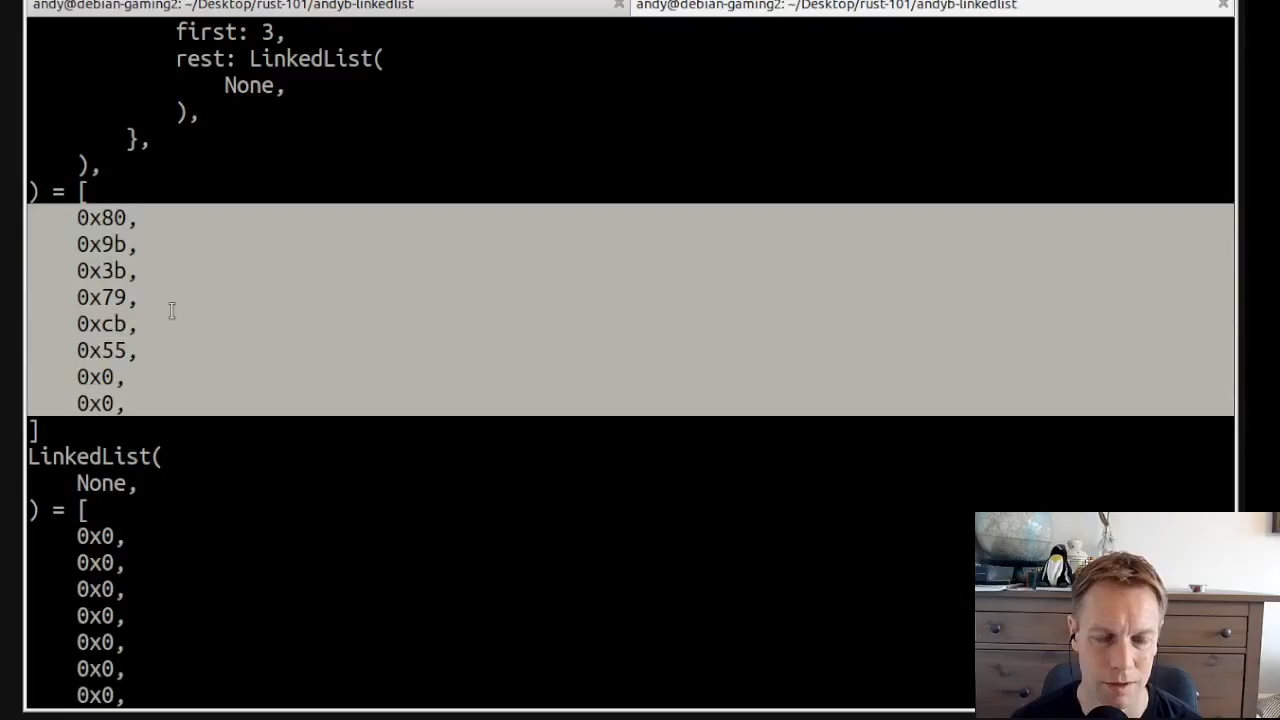 andy@debian-gaming2: ~/Desktop/rust-101/andyb-linkedlist
andy@debian-gaming2: ~/Desktop/rust-101/andyb-linkedlist
first: 3,
rest: LinkedList(
None,
),
},
),
) = [
0x80,
0x9b,
0x3b,
0x79,
0xcb,
0x55,
0x0,
0x0,
]
LinkedList(
None,
) = [
0x0,
0x0,
0x0,
0x0,
0x0,
0x0,
0x0,